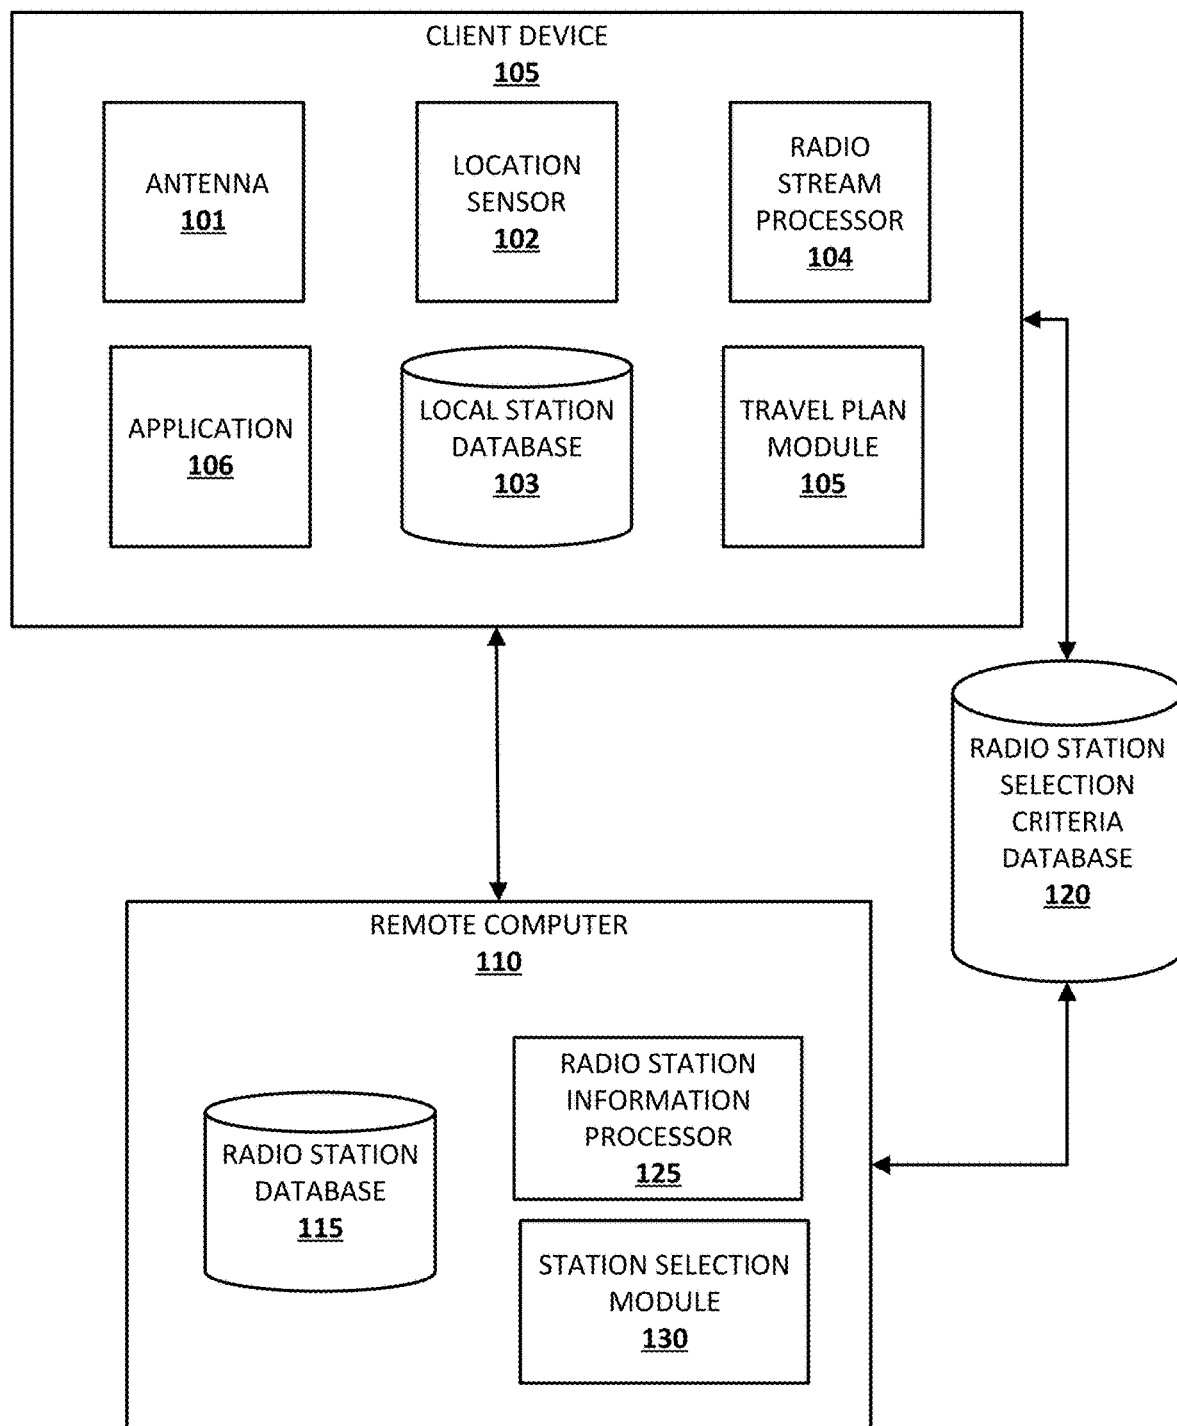 CLIENT DEVICE
105
ANTENNA
101
LOCATION
SENSOR
102
RADIO
STREAM
PROCESSOR
104
APPLICATION
106
LOCAL STATION
DATABASE
103
TRAVEL PLAN
MODULE
105
RADIO STATION
SELECTION
CRITERIA
DATABASE
120
REMOTE COMPUTER
110
RADIO STATION
DATABASE
115
RADIO STATION
INFORMATION
PROCESSOR
125
STATION SELECTION
MODULE
130